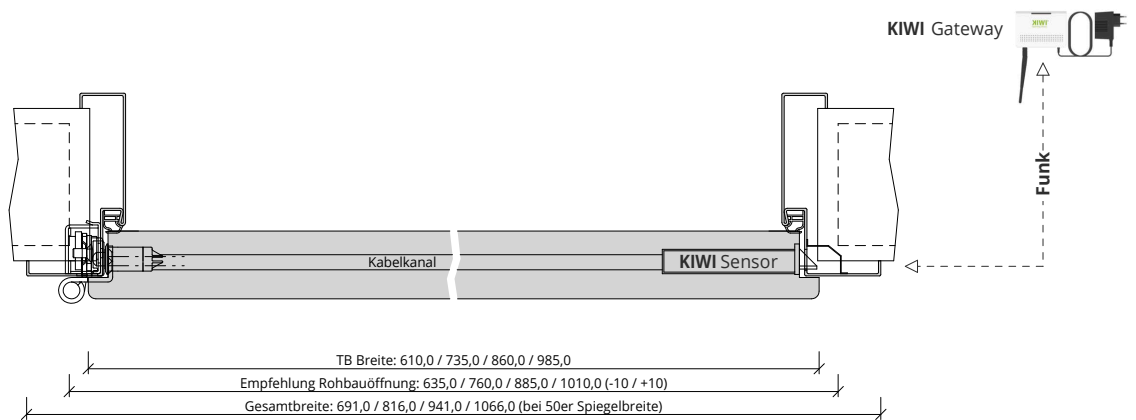 KIWI Gateway
KIWI
Funk
Kabelkanal
KIWI Sensor
TB Breite: 610,0 / 735,0 / 860,0 / 985,0
Empfehlung Rohbauöffnung: 635,0 / 760,0 / 885,0 / 1010,0 (-10 / +10)
Gesamtbreite: 691,0 / 816,0 / 941,0 / 1066,0 (bei 50er Spiegelbreite)